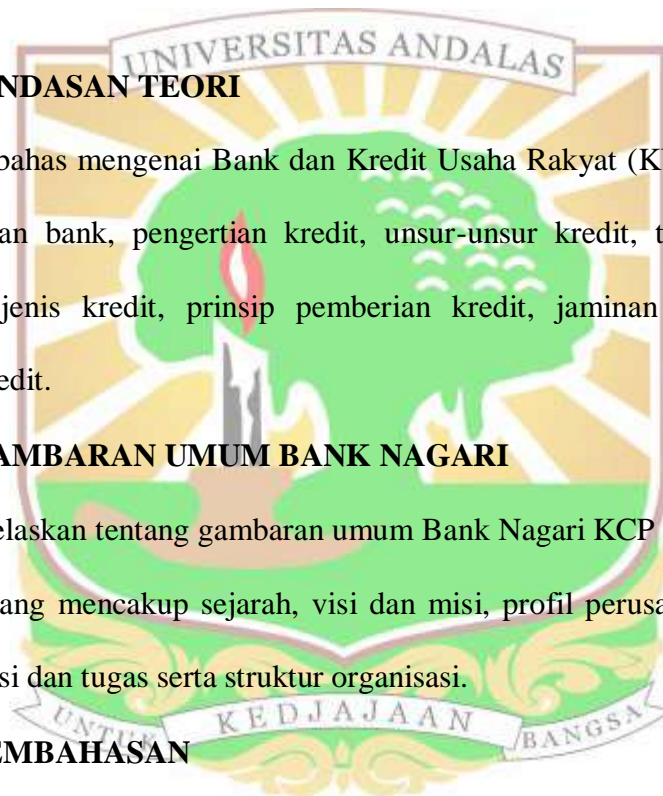 UNIVERSITAS ANDALAS
NDASAN TEORI
bahas mengenai Bank dan Kredit Usaha Rakyat (K
an bank, pengertian kredit, unsur-unsur kredit, t
jenis kredit, prinsip pemberian kredit, jaminan
edit.
AMBARAN UMUM BANK NAGARI
elaskan tentang gambaran umum Bank Nagari KCP
ang mencakup sejarah, visi dan misi, profil perusa
si dan tugas serta struktur organisasi.
UNTUK KEDJAJAAN BANGSA
EMBAHASAN